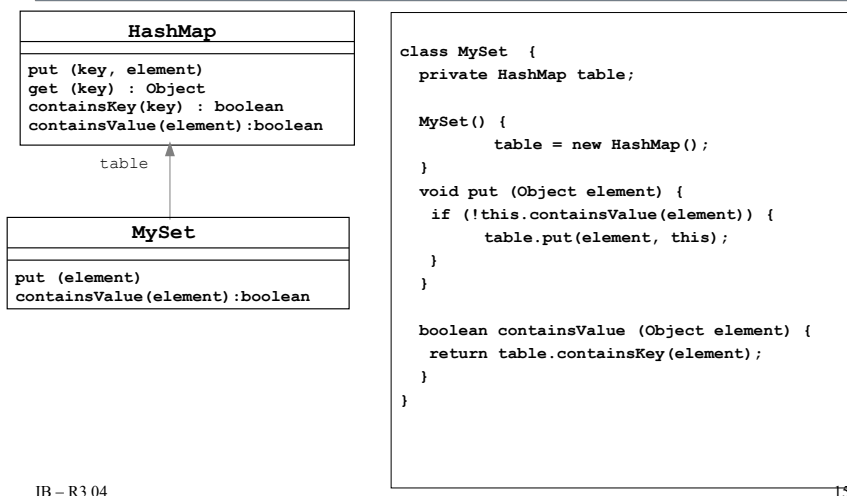 HashMap
put (key, element)
get (key) : Object
containsKey(key) : boolean
containsValue(element):boolean
table
MySet
put (element)
containsValue(element):boolean
class MySet {
private HashMap table;
MySet() {
table = new HashMap();
}
void put (Object element) {
if (!this.containsValue(element)) {
table.put(element, this);
}
}
boolean containsValue (Object element) {
return table.containsKey(element);
}
}
IB – R3.04
15